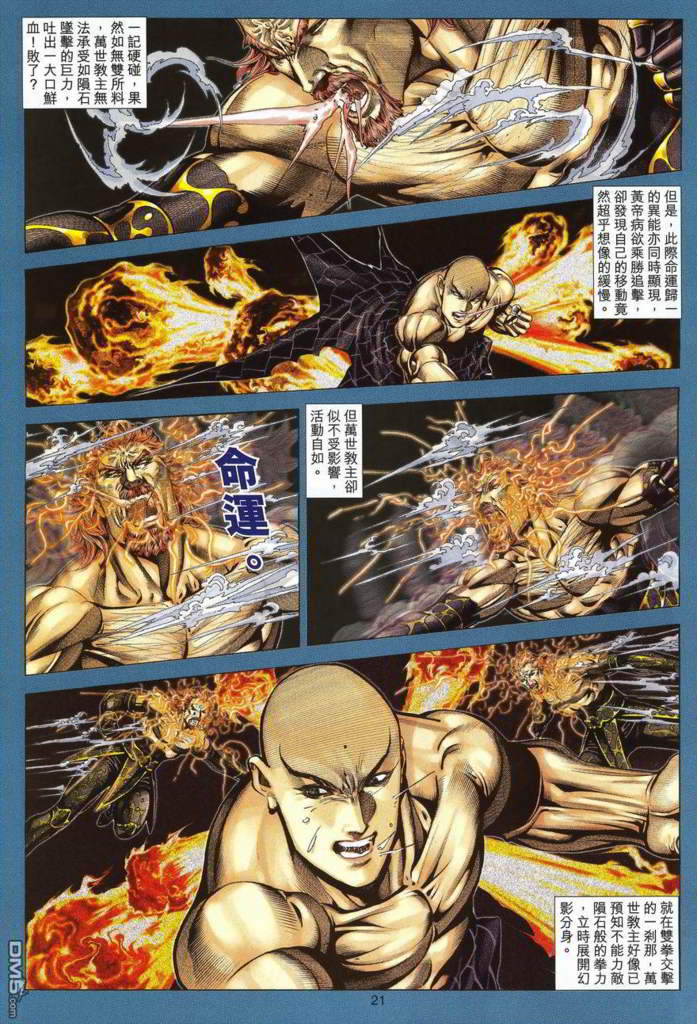 一記硬碰，果
然如無雙所料
，萬世教主無
法承受如隕石
墜擊的巨力，
吐出一大口鮮
血！敗了？
但是，此際命運歸一
的異能亦同時顯現，
黃帝病欲乘勝追擊，
卻發現自己的移動竟
然超乎想像的緩慢。
但萬世教主卻
似不受影響，
活動自如。
命運。
就在雙拳交擊
的一剎那，萬
世教主好像已
預知不能力敵
隕石般的拳力
，立時展開幻
影分身。
21
DM5.com